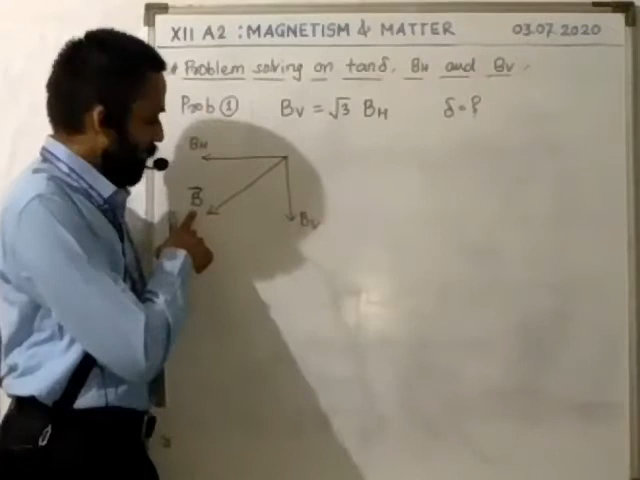 XII A2 : MAGNETISM & MATTER 03.07.2020
* Problem solving on tanδ, BH and BV.
Prob ① BV = √3 BH δ = ?
BH
B⃗
BV